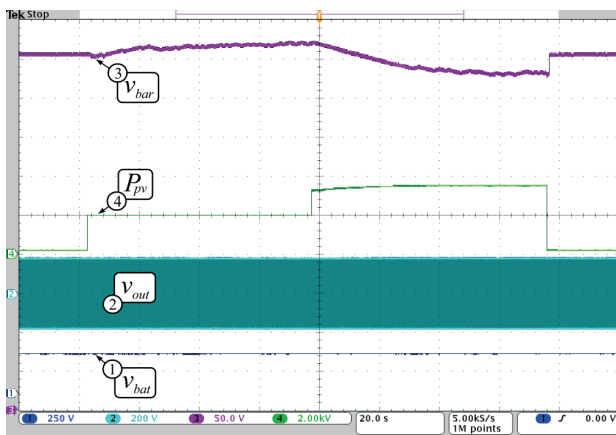 Tek Stop
3
v_bar
P_pv
4
4
2
v_out
2
1
v_bat
1
3
1 250 V 2 200 V 3 50.0 V 4 2.00kV 20.0 s 5.00kS/s 1M points 1 0.00 V